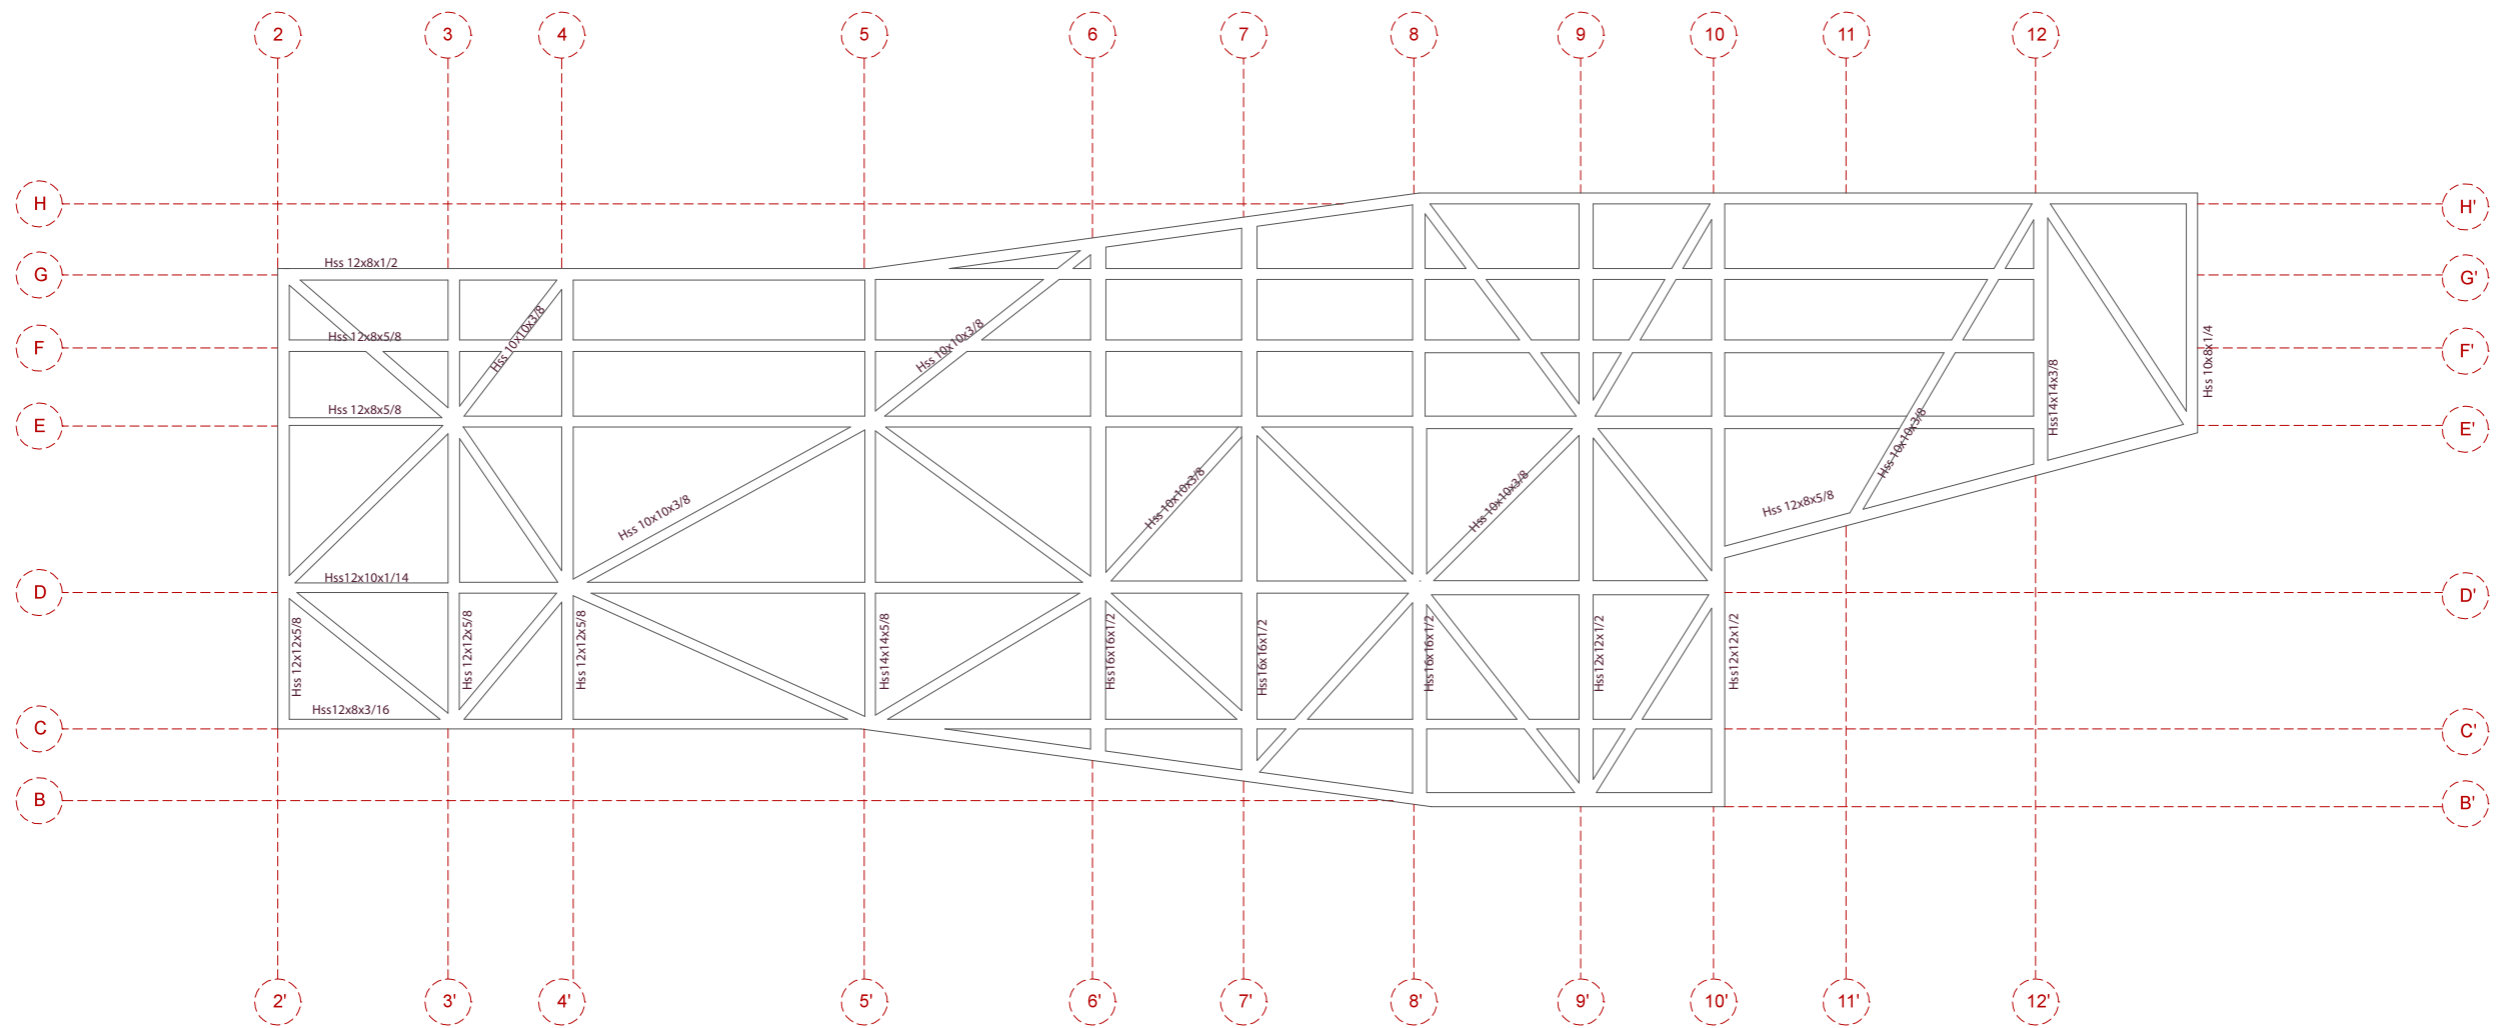 2 3 4 5 6 7 8 9 10 11 12
H H'
Hss 12x8x1/2
G G'
Hss 10x10x3/8
Hss 10x10x3/8
Hss 12x8x5/8
F F'
Hss 10x8x1/4
Hss14x14x3/8
Hss 12x8x5/8
E E'
Hss 10x10x3/8
Hss 10x10x3/8
Hss 10x10x3/8
Hss 10x10x3/8
Hss 12x8x5/8
Hss12x10x1/14
D D'
Hss 12x12x5/8
Hss 12x12x5/8
Hss 12x12x5/8
Hss14x14x5/8
Hss16x16x1/2
Hss 16x16x1/2
Hss16x16x1/2
Hss12x12x1/2
Hss12x12x1/2
Hss12x8x3/16
C C'
B B'
2' 3' 4' 5' 6' 7' 8' 9' 10' 11' 12'